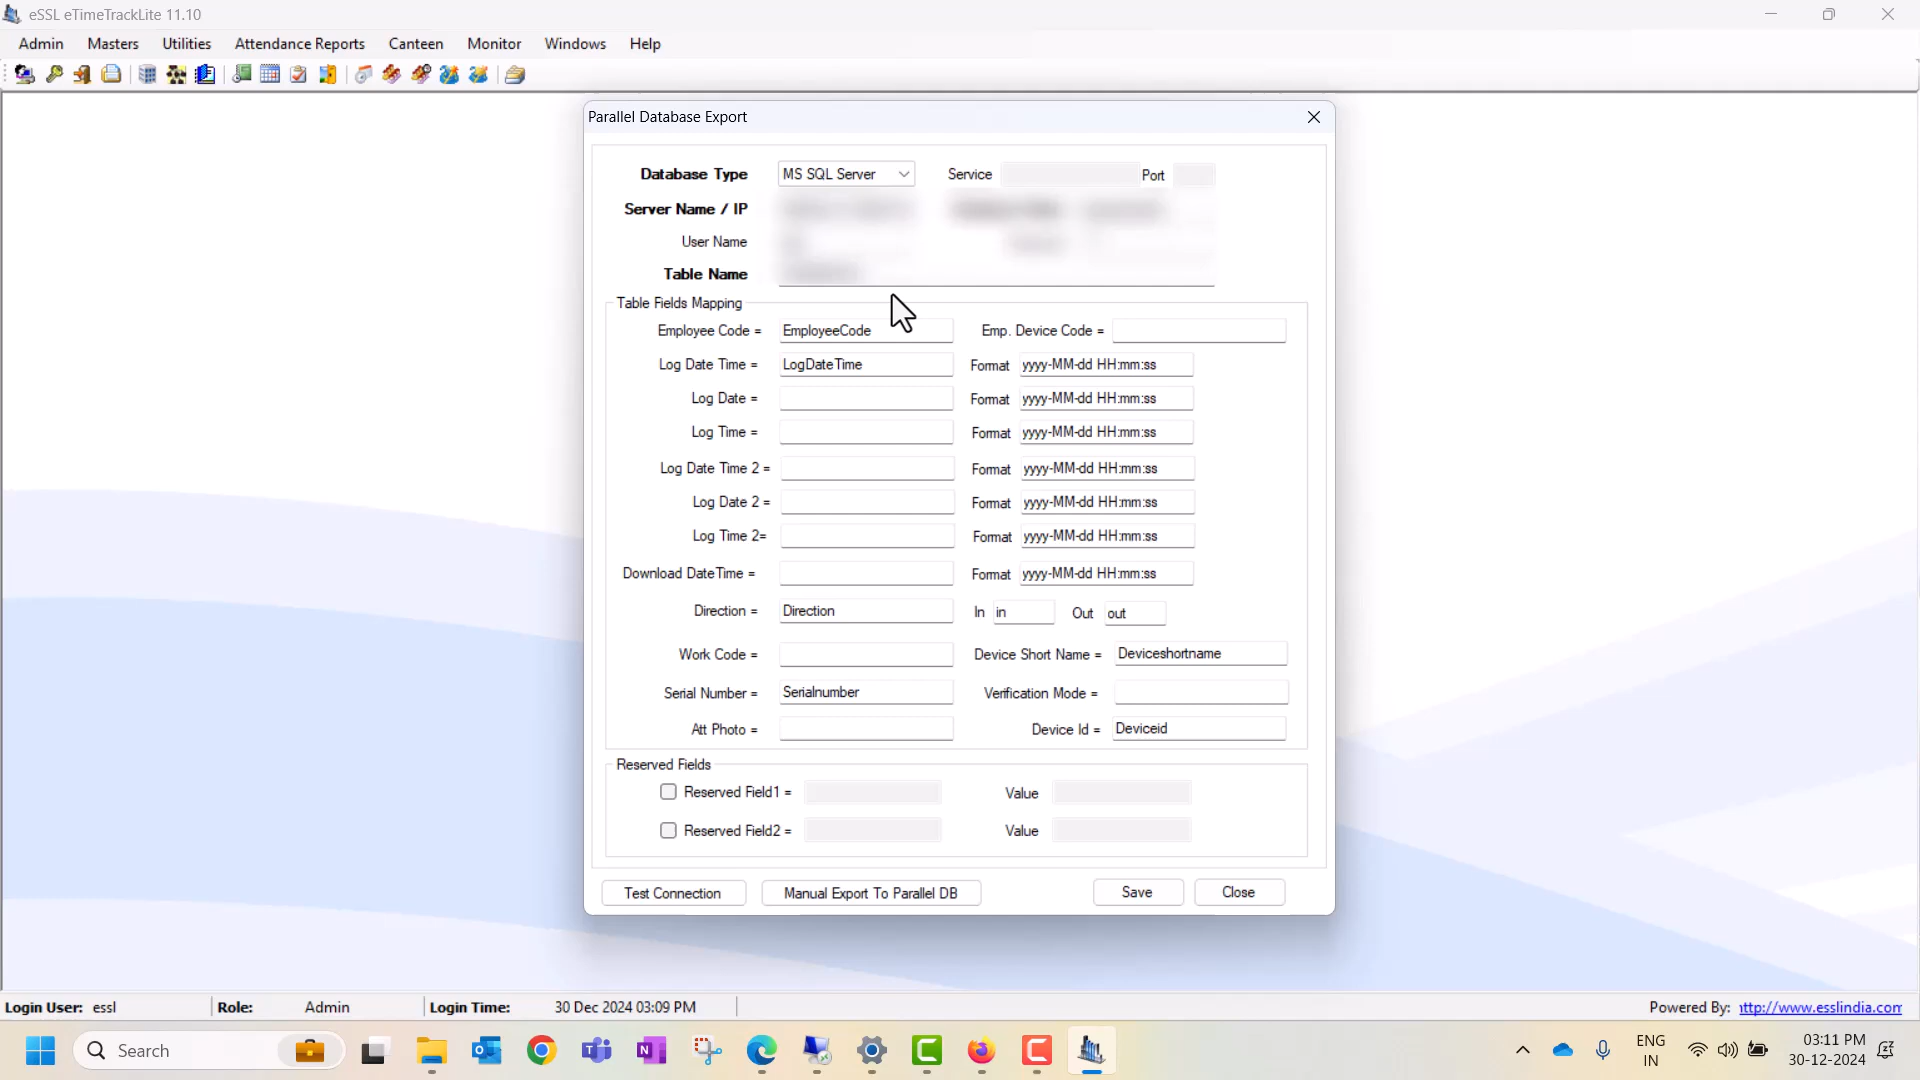 eSSL eTimeTrackLite 11.10
Admin Masters Utilities Attendance Reports Canteen Monitor Windows Help
Parallel Database Export
Database Type MS SQL Server Service Port
Server Name / IP
User Name
Table Name
Table Fields Mapping
Employee Code = EmployeeCode Emp. Device Code =
Log Date Time = LogDateTime Format yyyy-MM-dd HH:mm:ss
Log Date = Format yyyy-MM-dd HH:mm:ss
Log Time = Format yyyy-MM-dd HH:mm:ss
Log Date Time 2 = Format yyyy-MM-dd HH:mm:ss
Log Date 2 = Format yyyy-MM-dd HH:mm:ss
Log Time 2= Format yyyy-MM-dd HH:mm:ss
Download DateTime = Format yyyy-MM-dd HH:mm:ss
Direction = Direction In in Out out
Work Code = Device Short Name = Deviceshortname
Serial Number = Serialnumber Verification Mode =
Att Photo = Device Id = Deviceid
Reserved Fields
Reserved Field1 = Value
Reserved Field2 = Value
Test Connection Manual Export To Parallel DB Save Close
Login User: essl Role: Admin Login Time: 30 Dec 2024 03:09 PM Powered By: ttp://www.esslindia.com
Search ENG IN 03:11 PM 30-12-2024